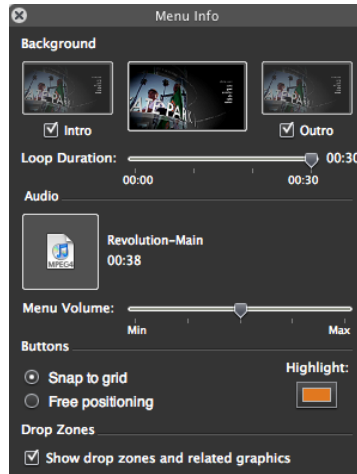 Menu Info
Background
ATE PARK
Intro
Outro
Loop Duration: 00:30
00:00 00:30
Audio
MPEG4
Revolution-Main
00:38
Menu Volume:
Min Max
Buttons
Snap to grid
Highlight:
Free positioning
Drop Zones
Show drop zones and related graphics